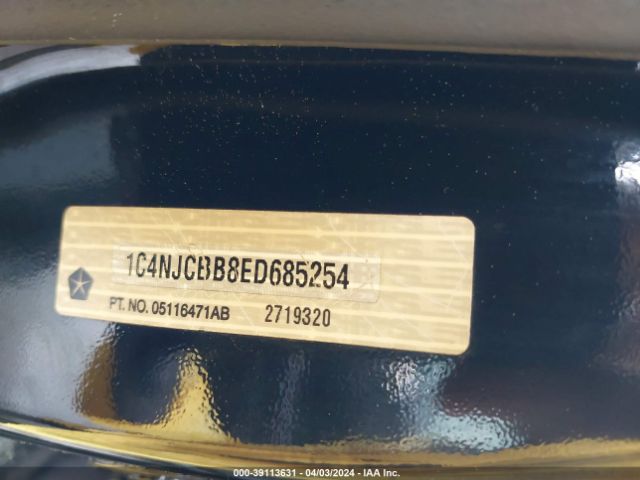 1C4NJCBB8ED685254
PT. NO. 05116471AB 2719320
000-39113631 - 04/03/2024 - IAA Inc.